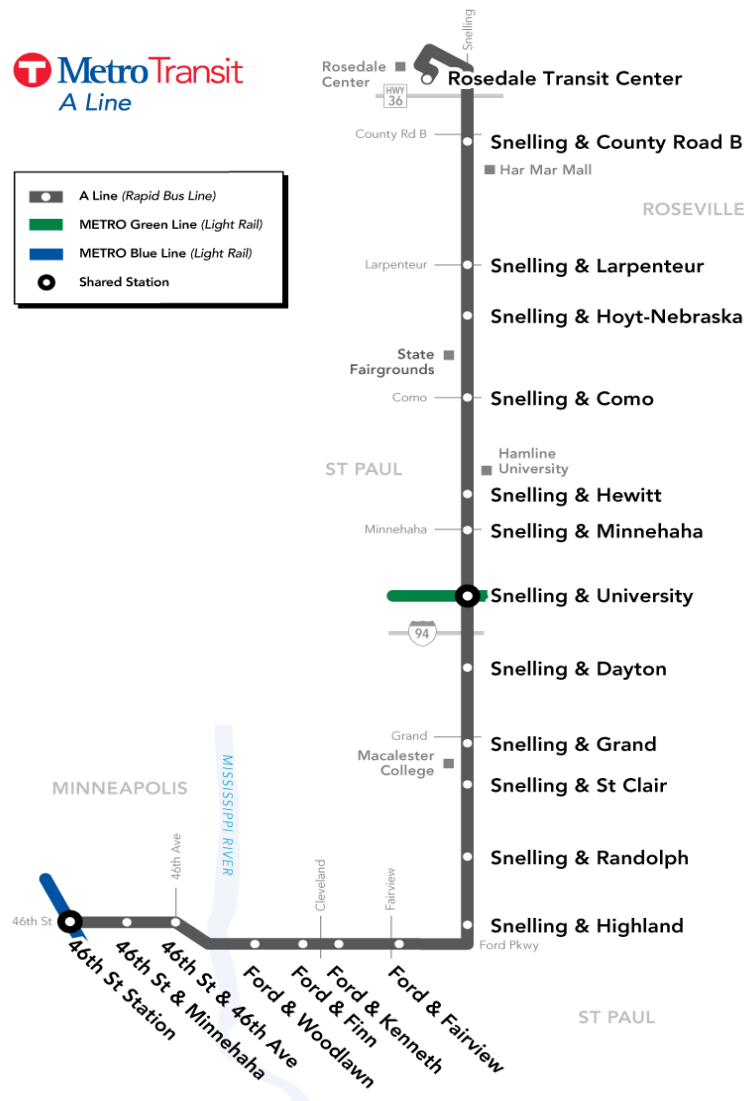 Snelling
Rosedale
Center
Rosedale Transit Center
HWY
36
T MetroTransit
A Line
County Rd B
Snelling & County Road B
Har Mar Mall
A Line (Rapid Bus Line)
METRO Green Line (Light Rail)
METRO Blue Line (Light Rail)
Shared Station
ROSEVILLE
Larpenteur
Snelling & Larpenteur
Snelling & Hoyt-Nebraska
State
Fairgrounds
Como
Snelling & Como
Hamline
University
ST PAUL
Snelling & Hewitt
Minnehaha
Snelling & Minnehaha
Snelling & University
94
Snelling & Dayton
Grand
Snelling & Grand
Macalester
College
Snelling & St Clair
MINNEAPOLIS
MISSISSIPPI RIVER
46th Ave
Cleveland
Fairview
Snelling & Randolph
46th St
Snelling & Highland
Ford Pkwy
46th St Station
46th St & Minnehaha
46th St & 46th Ave
Ford & Woodlawn
Ford & Finn
Ford & Kenneth
Ford & Fairview
ST PAUL